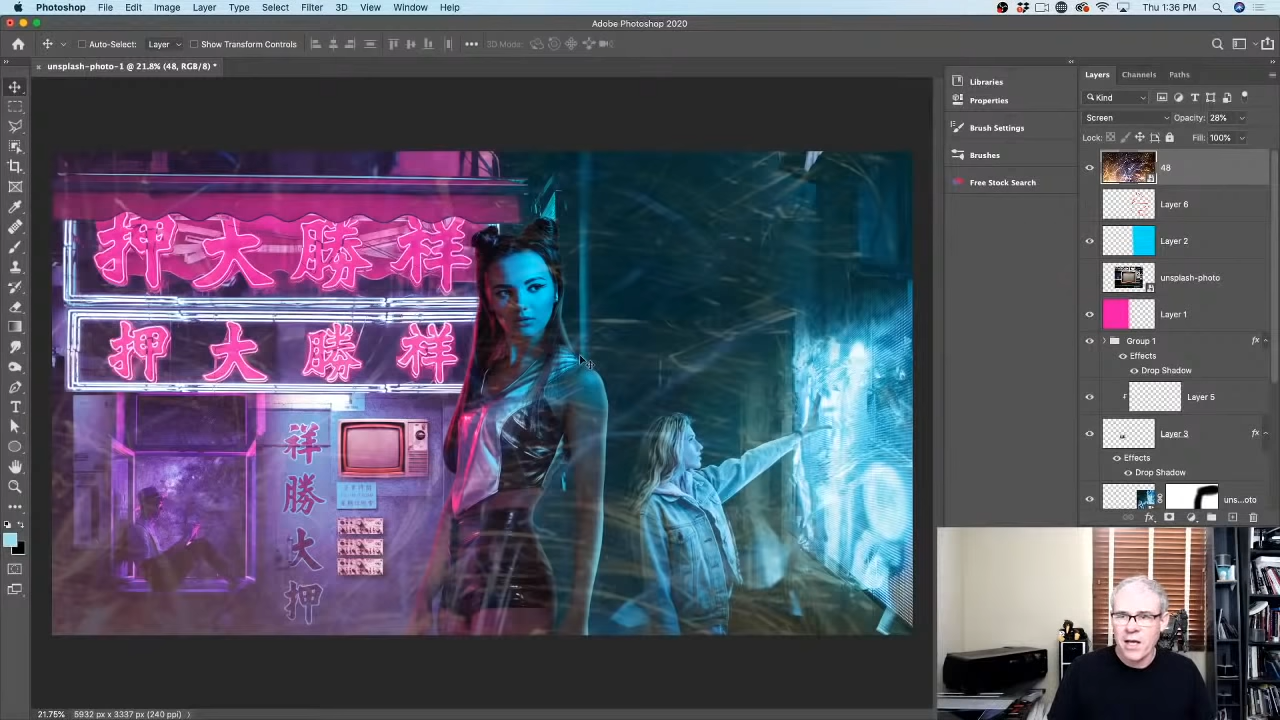 Photoshop File Edit Image Layer Type Select Filter 3D View Window Help
Thu 1:36 PM
Adobe Photoshop 2020
Auto-Select: Layer Show Transform Controls 3D Mode:
unsplash-photo-1 @ 21.8% (48, RGB/8) *
Libraries
Properties
Brush Settings
Brushes
Free Stock Search
Layers Channels Paths
Kind
Screen Opacity: 28%
Lock: Fill: 100%
48
Layer 6
Layer 2
unsplash-photo
Layer 1
Group 1 fx
Effects
Drop Shadow
Layer 5
Layer 3 fx
Effects
Drop Shadow
uns...oto
押大勝祥
押大勝祥
祥
勝
大
押
21.75% 5932 px x 3337 px (240 ppi)